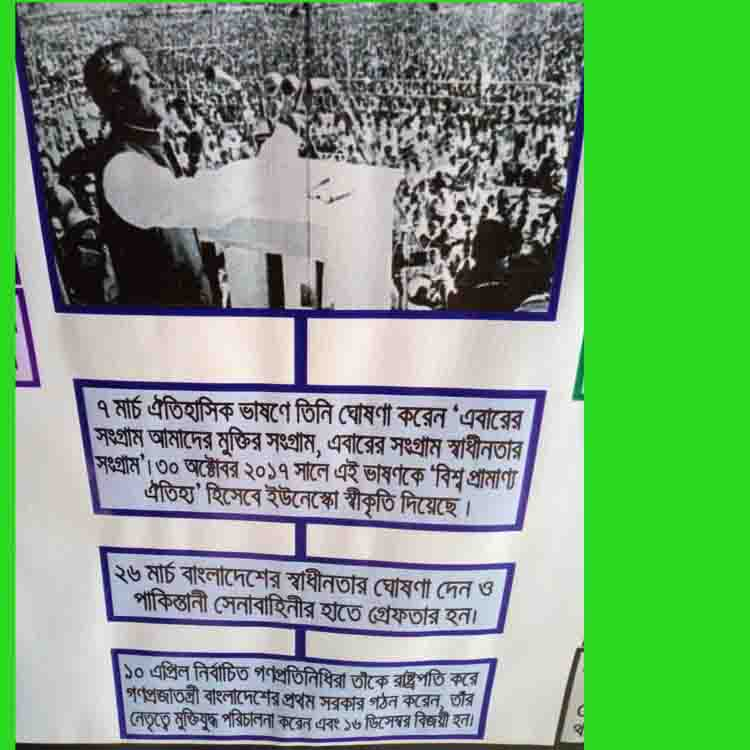 ৭ মার্চ ঐতিহাসিক ভাষণে তিনি ঘোষণা করেন ‘এবারের
সংগ্রাম আমাদের মুক্তির সংগ্রাম, এবারের সংগ্রাম স্বাধীনতার
সংগ্রাম’। ৩০ অক্টোবর ২০১৭ সালে এই ভাষণকে ‘বিশ্ব প্রামাণ্য
ঐতিহ্য’ হিসেবে ইউনেস্কো স্বীকৃতি দিয়েছে ।
২৬ মার্চ বাংলাদেশের স্বাধীনতার ঘোষণা দেন ও
পাকিস্তানী সেনাবাহিনীর হাতে গ্রেফতার হন।
১০ এপ্রিল নির্বাচিত গণপ্রতিনিধিরা তাঁকে রাষ্ট্রপতি করে
গণপ্রজাতন্ত্রী বাংলাদেশের প্রথম সরকার গঠন করেন, তাঁর
নেতৃত্বে মুক্তিযুদ্ধ পরিচালনা করেন এবং ১৬ ডিসেম্বর বিজয়ী হন।